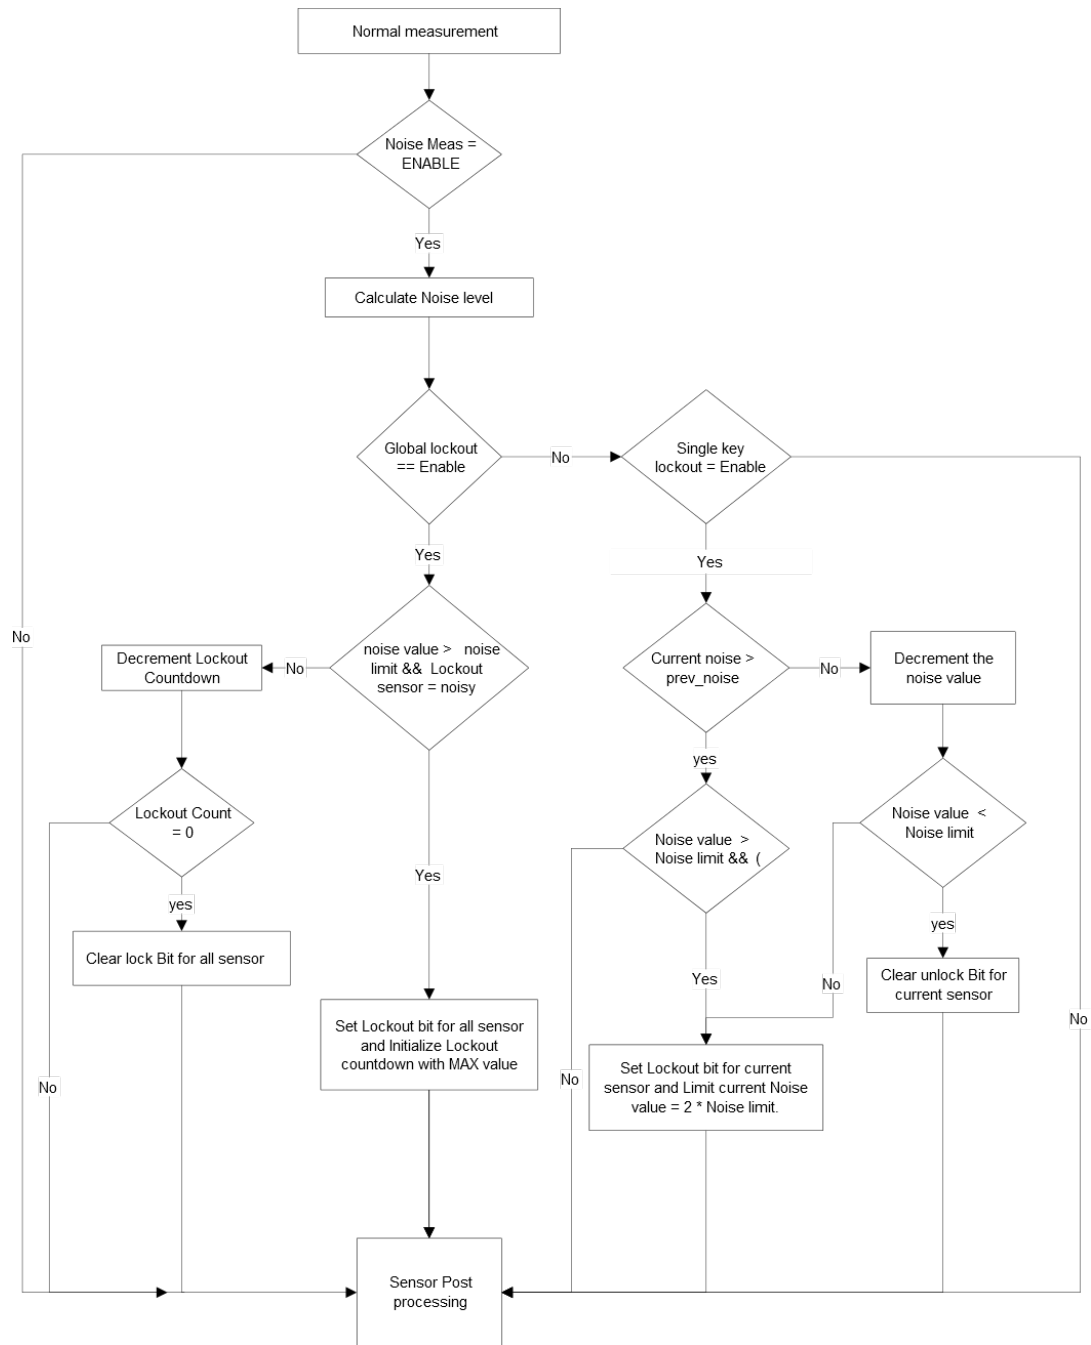 Normal measurement
Noise Meas =
ENABLE
Yes
Calculate Noise level
Global lockout
== Enable
No
Single key
lockout = Enable
Yes
Yes
No
Decrement Lockout
Countdown
No
noise value > noise
limit && Lockout
sensor = noisy
Current noise >
prev_noise
No
Decrement the
noise value
yes
Lockout Count
= 0
Noise value >
Noise limit && (
Noise value <
Noise limit
Yes
yes
yes
Clear lock Bit for all sensor
Yes
No
Clear unlock Bit for
current sensor
Set Lockout bit for all sensor
and Initialize Lockout
countdown with MAX value
No
No
No
Set Lockout bit for current
sensor and Limit current Noise
value = 2 * Noise limit.
Sensor Post
processing